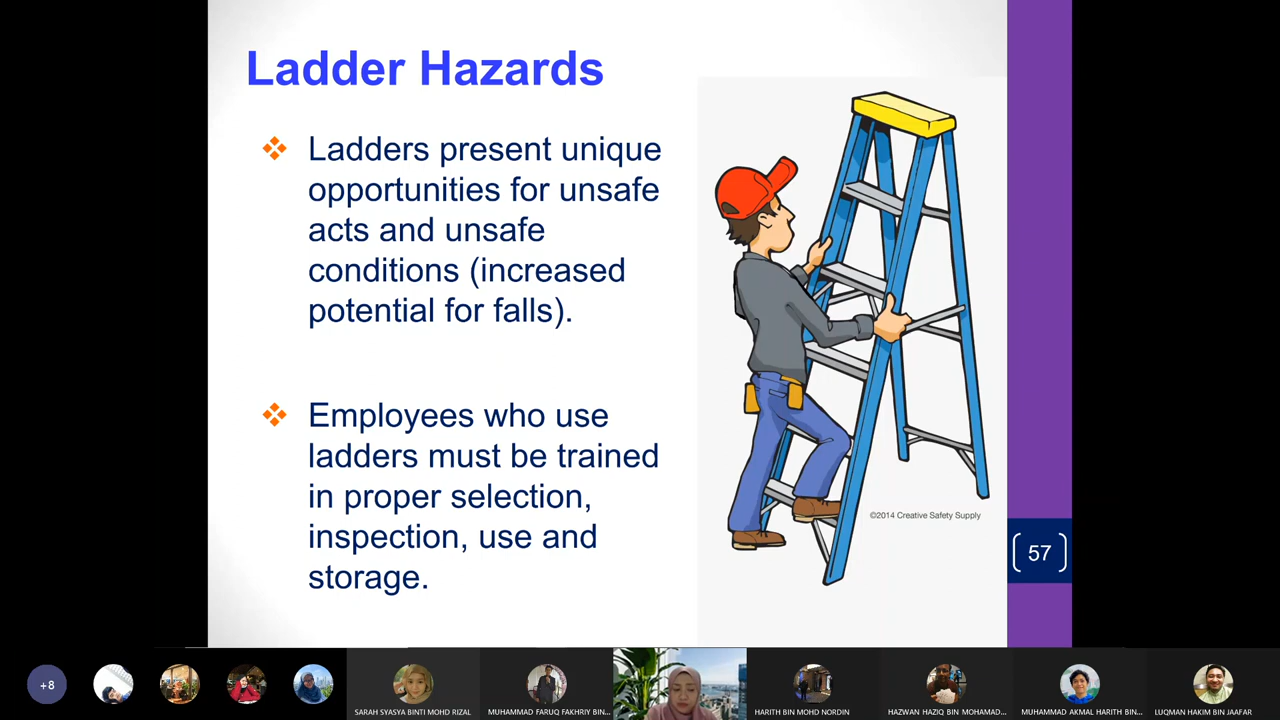 Ladder Hazards
Ladders present unique
opportunities for unsafe
acts and unsafe
conditions (increased
potential for falls).
Employees who use
ladders must be trained
in proper selection,
inspection, use and
storage.
©2014 Creative Safety Supply
57
+8
SARAH SYASYA BINTI MOHD RIZAL
MUHAMMAD FARUQ FAKHRIY BIN...
HARITH BIN MOHD NORDIN
HAZWAN HAZIQ BIN MOHAMAD...
MUHAMMAD AKMAL HARITH BIN...
LUQMAN HAKIM BIN JAAFAR